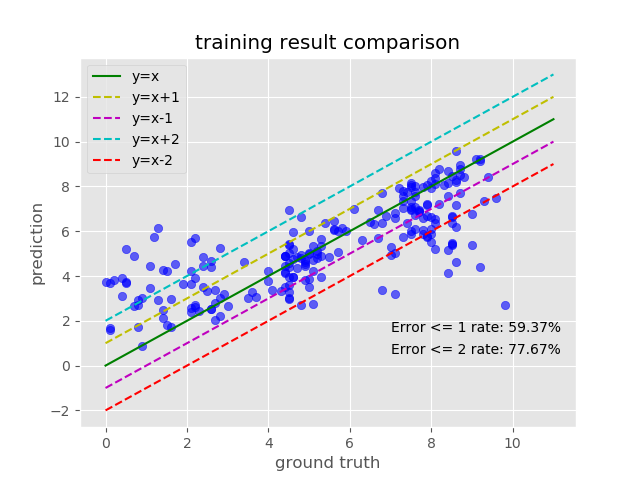 training result comparison
y=x
y=x+1
y=x-1
y=x+2
y=x-2
12
10
8
6
4
2
0
−2
prediction
Error <= 1 rate: 59.37%
Error <= 2 rate: 77.67%
0 2 4 6 8 10
ground truth